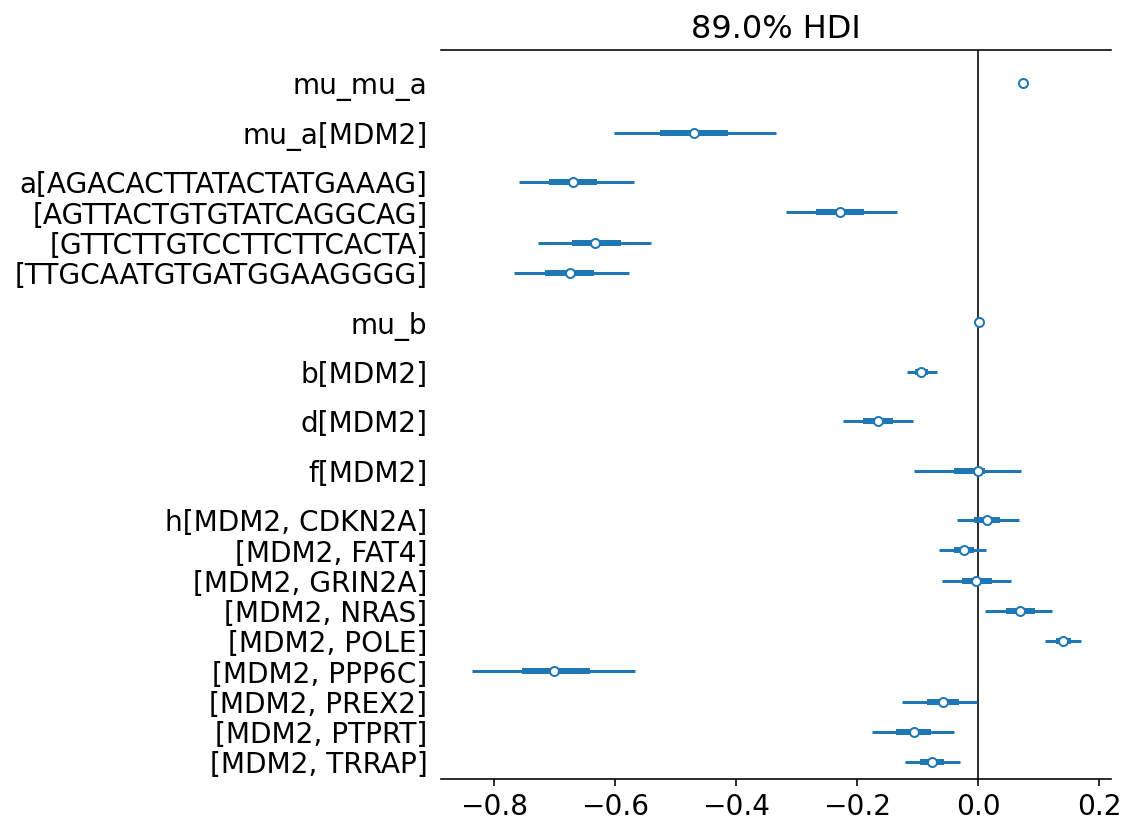 89.0% HDI
mu_mu_a
mu_a[MDM2]
a[AGACACTTATACTATGAAAG]
[AGTTACTGTGTATCAGGCAG]
[GTTCTTGTCCTTCTTCACTA]
[TTGCAATGTGATGGAAGGGG]
mu_b
b[MDM2]
d[MDM2]
f[MDM2]
h[MDM2, CDKN2A]
[MDM2, FAT4]
[MDM2, GRIN2A]
[MDM2, NRAS]
[MDM2, POLE]
[MDM2, PPP6C]
[MDM2, PREX2]
[MDM2, PTPRT]
[MDM2, TRRAP]
−0.8 −0.6 −0.4 −0.2 0.0 0.2